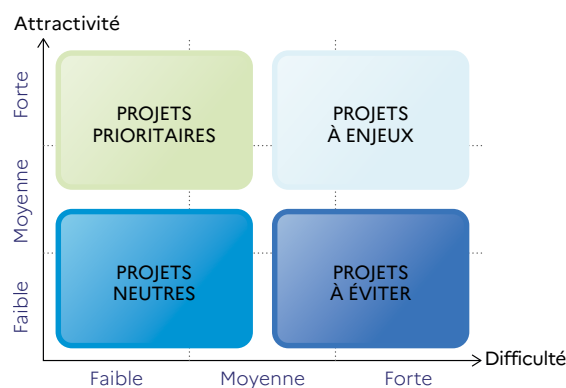 Attractivité
Forte
Moyenne
Faible
PROJETS
PRIORITAIRES
PROJETS
À ENJEUX
PROJETS
NEUTRES
PROJETS
À ÉVITER
Difficulté
Faible
Moyenne
Forte